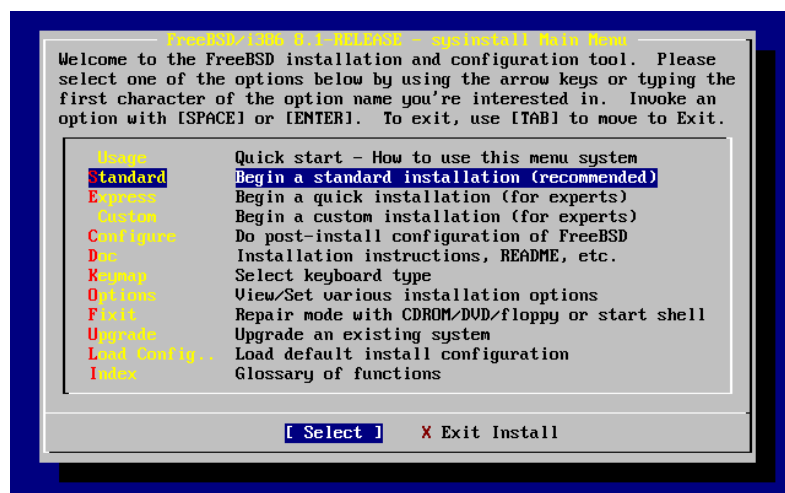 FreeBSD/i386 8.1-RELEASE - sysinstall Main Menu
Welcome to the FreeBSD installation and configuration tool.  Please
select one of the options below by using the arrow keys or typing the
first character of the option name you're interested in.  Invoke an
option with [SPACE] or [ENTER].  To exit, use [TAB] to move to Exit.
Usage Quick start - How to use this menu system
Standard Begin a standard installation (recommended)
Express Begin a quick installation (for experts)
Custom Begin a custom installation (for experts)
Configure Do post-install configuration of FreeBSD
Doc Installation instructions, README, etc.
Keymap Select keyboard type
Options View/Set various installation options
Fixit Repair mode with CDROM/DVD/floppy or start shell
Upgrade Upgrade an existing system
Load Config.. Load default install configuration
Index Glossary of functions
[ Select ] X Exit Install